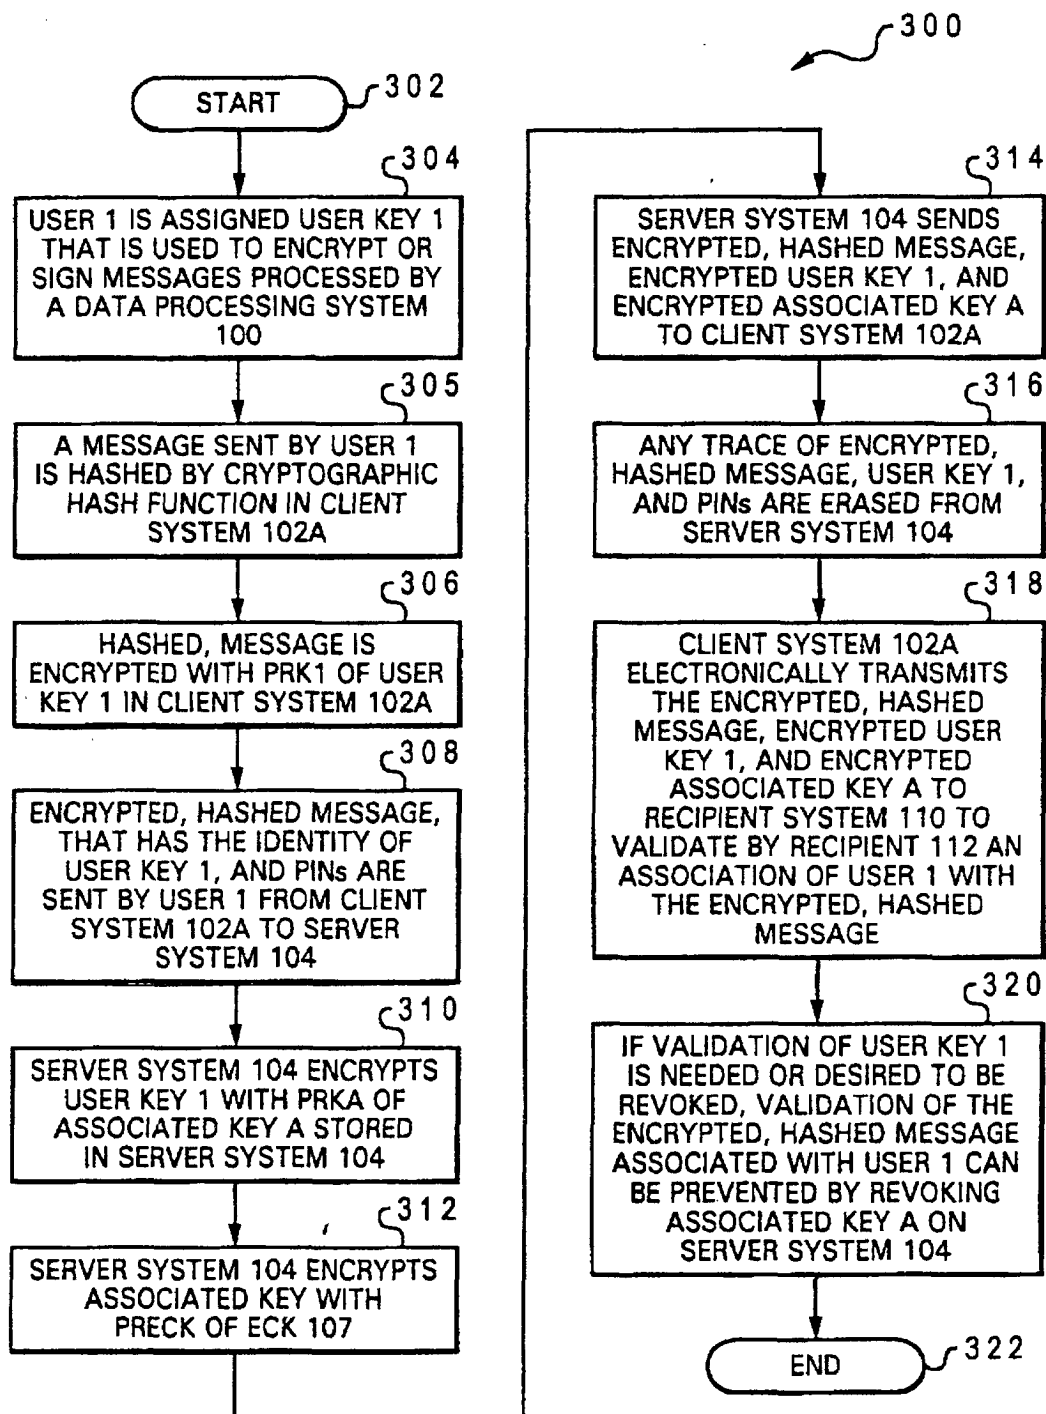 300
START
302
304
USER 1 IS ASSIGNED USER KEY 1
THAT IS USED TO ENCRYPT OR
SIGN MESSAGES PROCESSED BY
A DATA PROCESSING SYSTEM
100
305
A MESSAGE SENT BY USER 1
IS HASHED BY CRYPTOGRAPHIC
HASH FUNCTION IN CLIENT
SYSTEM 102A
306
HASHED, MESSAGE IS
ENCRYPTED WITH PRK1 OF USER
KEY 1 IN CLIENT SYSTEM 102A
308
ENCRYPTED, HASHED MESSAGE,
THAT HAS THE IDENTITY OF
USER KEY 1, AND PINs ARE
SENT BY USER 1 FROM CLIENT
SYSTEM 102A TO SERVER
SYSTEM 104
310
SERVER SYSTEM 104 ENCRYPTS
USER KEY 1 WITH PRKA OF
ASSOCIATED KEY A STORED
IN SERVER SYSTEM 104
312
SERVER SYSTEM 104 ENCRYPTS
ASSOCIATED KEY WITH
PRECK OF ECK 107
314
SERVER SYSTEM 104 SENDS
ENCRYPTED, HASHED MESSAGE,
ENCRYPTED USER KEY 1, AND
ENCRYPTED ASSOCIATED KEY A
TO CLIENT SYSTEM 102A
316
ANY TRACE OF ENCRYPTED,
HASHED MESSAGE, USER KEY 1,
AND PINs ARE ERASED FROM
SERVER SYSTEM 104
318
CLIENT SYSTEM 102A
ELECTRONICALLY TRANSMITS
THE ENCRYPTED, HASHED
MESSAGE, ENCRYPTED USER
KEY 1, AND ENCRYPTED
ASSOCIATED KEY A TO
RECIPIENT SYSTEM 110 TO
VALIDATE BY RECIPIENT 112 AN
ASSOCIATION OF USER 1 WITH
THE ENCRYPTED, HASHED
MESSAGE
320
IF VALIDATION OF USER KEY 1
IS NEEDED OR DESIRED TO BE
REVOKED, VALIDATION OF THE
ENCRYPTED, HASHED MESSAGE
ASSOCIATED WITH USER 1 CAN
BE PREVENTED BY REVOKING
ASSOCIATED KEY A ON
SERVER SYSTEM 104
END
322